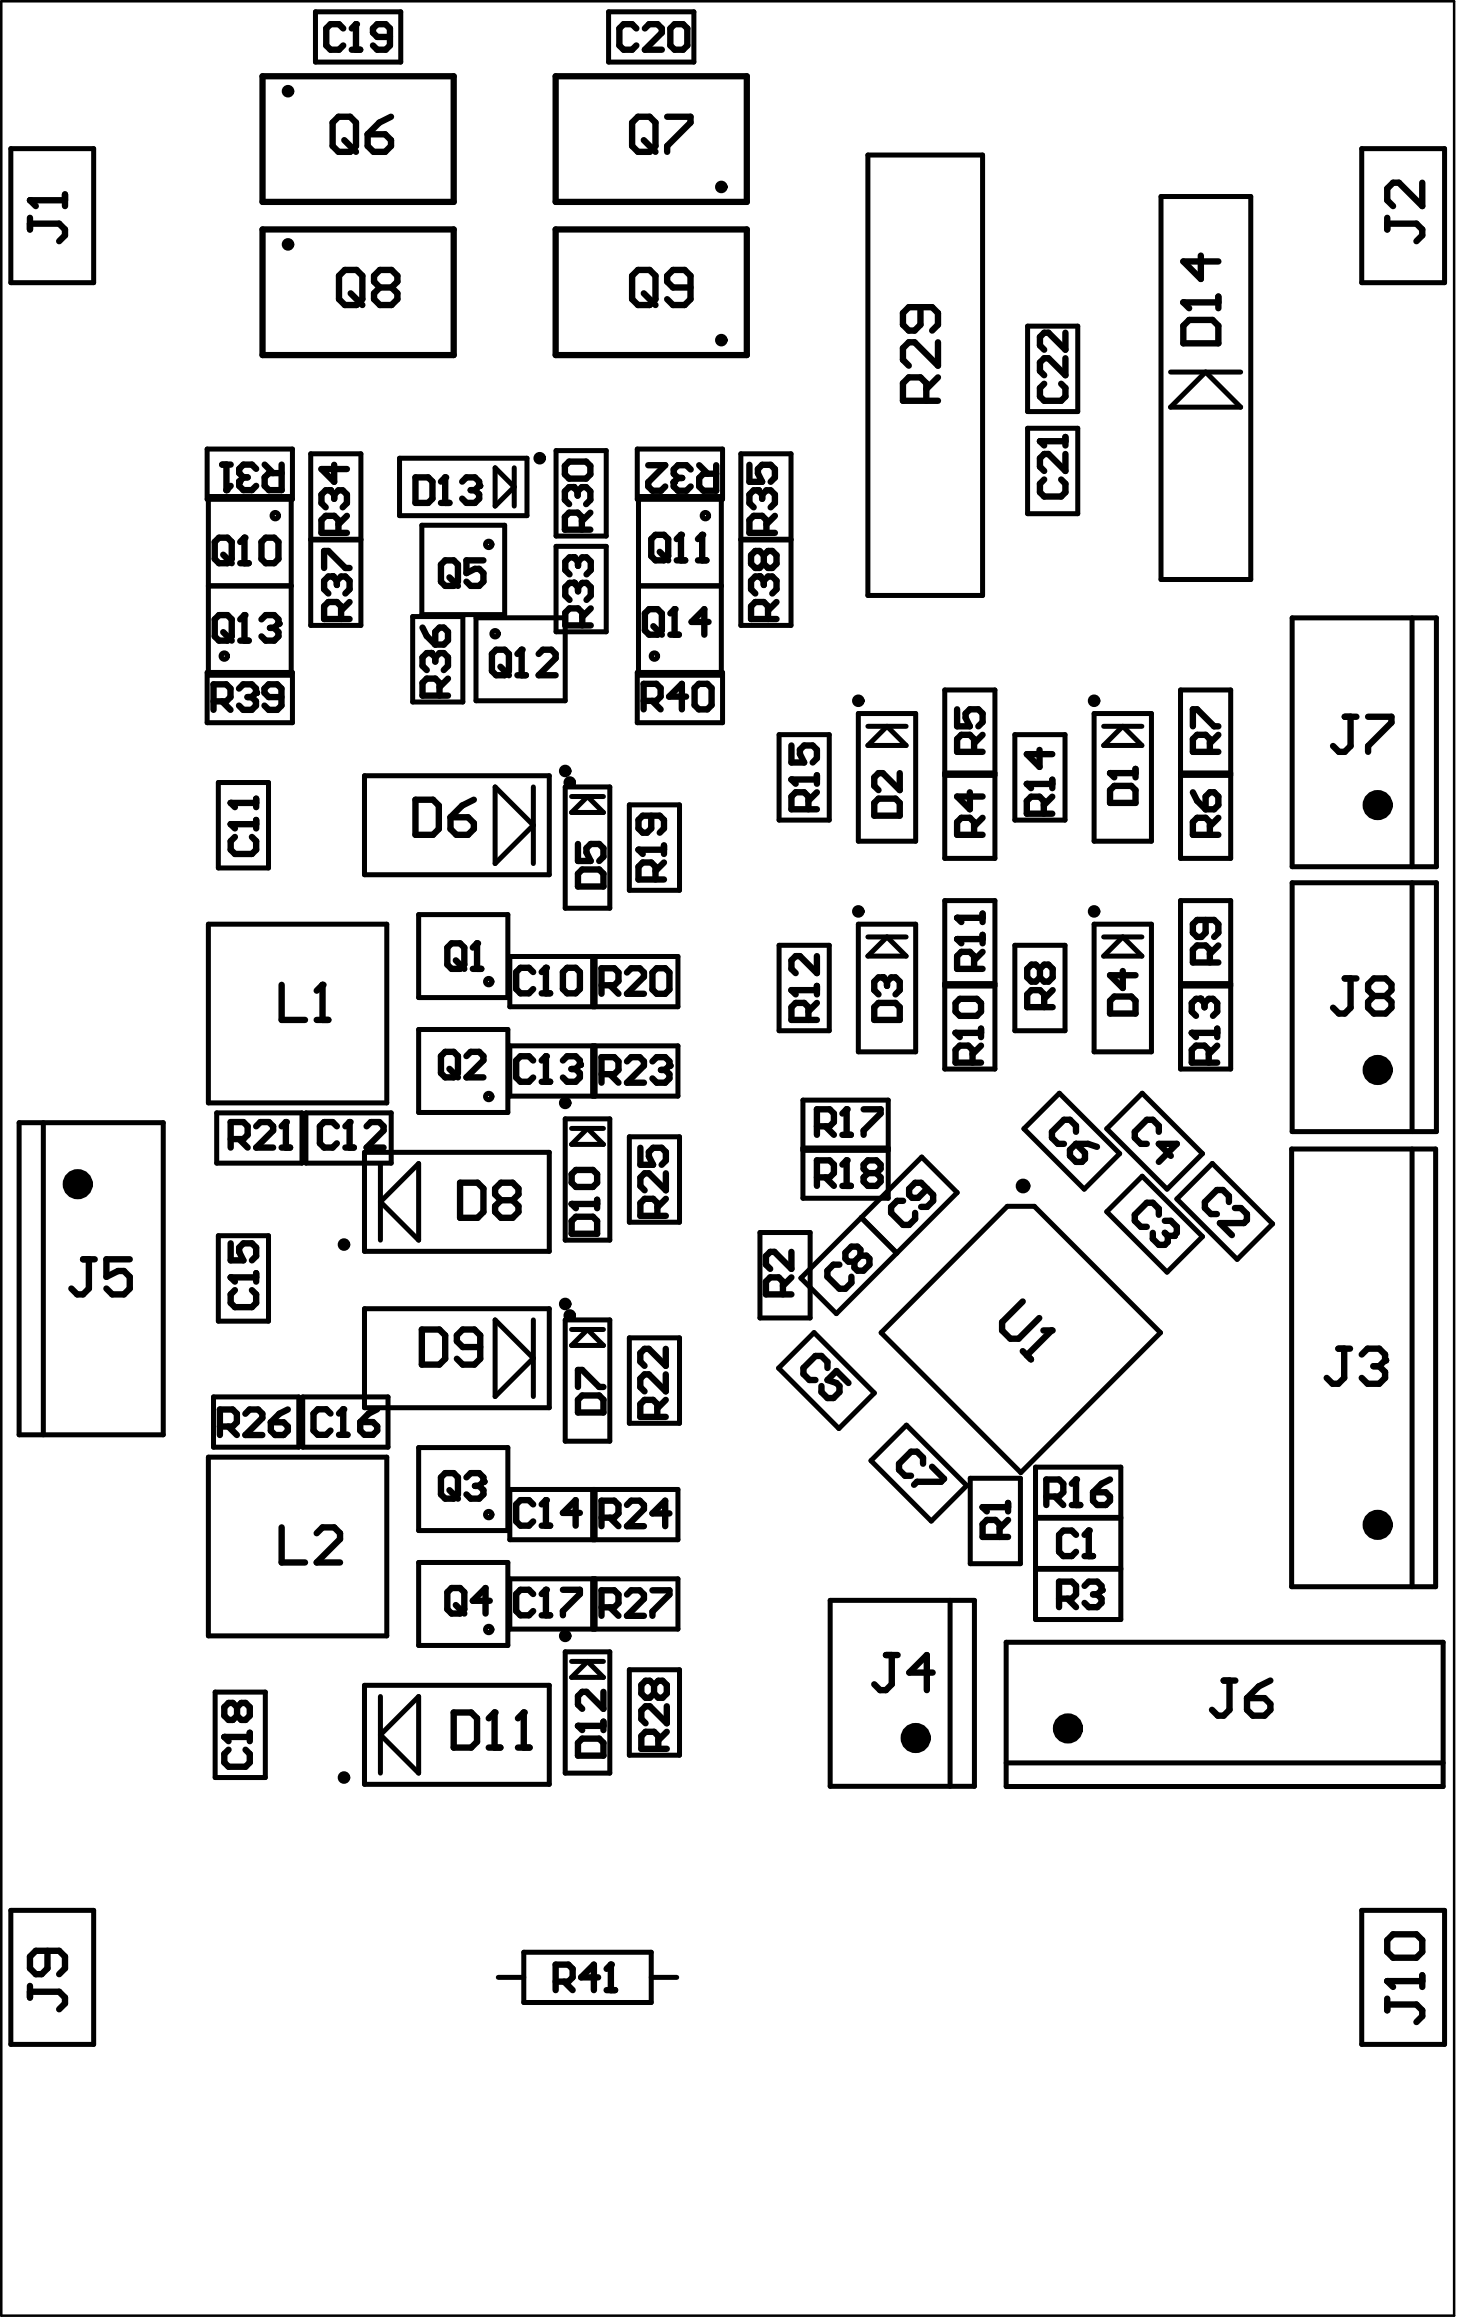 C19 C20
Q6 Q7
J1 J2
Q8 Q9
D14
R29
C22
C21
R31 R34 D13 R30 R32 R35
Q10 R37 Q5 R33 Q11 R38
Q13 R36 Q12 Q14
R39 R40
R15 D2 R5 R14 D1 R7 J7
R4 R6
C11 D6 D5 R19
L1 Q1 C10 R20
R12 D3 R11 R8 D4 R9 J8
R10 R13
Q2 C13 R23
R21 C12 R17 C6 C4
D8 D10 R25 R18 C9 C3 C2
J5 C15 R2 C8
D9 D7 R22 C5 U1 J3
R26 C16
Q3 C7
L2 C14 R24 R1 R16
C1
Q4 C17 R27 R3
C18 D11 D12 R28 J4 J6
J9 R41 J10